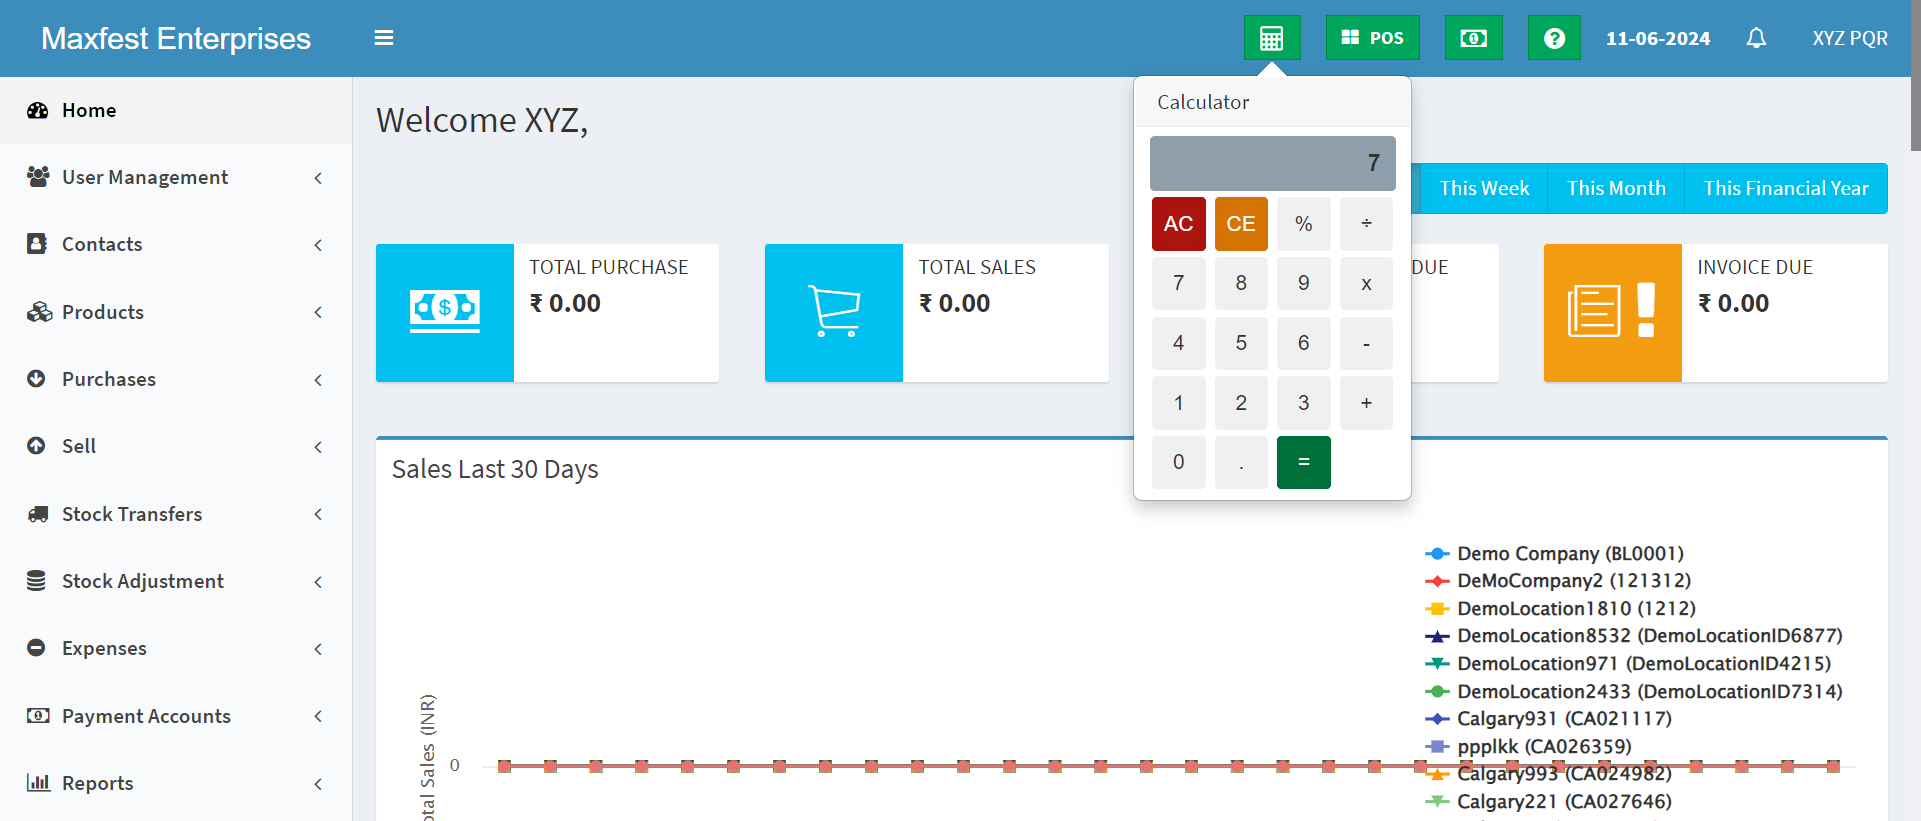 Maxfest Enterprises
POS
11-06-2024
XYZ PQR
Home
User Management
Contacts
Products
Purchases
Sell
Stock Transfers
Stock Adjustment
Expenses
Payment Accounts
Reports
Welcome XYZ,
Calculator
7
AC CE % ÷
7 8 9 x
4 5 6 -
1 2 3 +
0 . =
This Week This Month This Financial Year
TOTAL PURCHASE
₹ 0.00
TOTAL SALES
₹ 0.00
DUE
INVOICE DUE
₹ 0.00
Sales Last 30 Days
Demo Company (BL0001)
DeMoCompany2 (121312)
DemoLocation1810 (1212)
DemoLocation8532 (DemoLocationID6877)
DemoLocation971 (DemoLocationID4215)
DemoLocation2433 (DemoLocationID7314)
Calgary931 (CA021117)
ppplkk (CA026359)
Calgary993 (CA024982)
Calgary221 (CA027646)
Sales (INR)
0